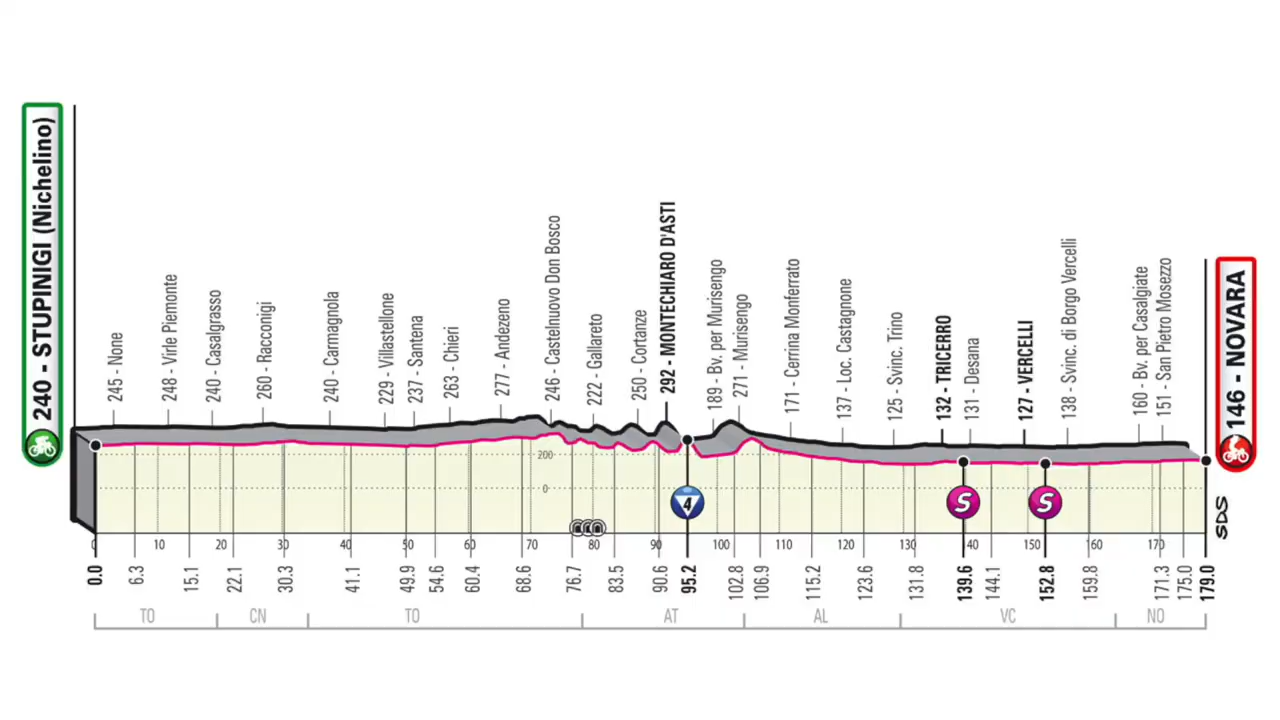 240 - STUPINIGI (Nichelino)
245 - None
248 - Virle Piemonte
240 - Casalgrasso
260 - Racconigi
240 - Carmagnola
229 - Villastellone
237 - Santena
263 - Chieri
277 - Andezeno
246 - Castelnuovo Don Bosco
222 - Gallareto
250 - Cortanze
292 - MONTECHIARO D'ASTI
189 - Bv. per Murisengo
271 - Murisengo
171 - Cerrina Monferrato
137 - Loc. Castagnone
125 - Svinc. Trino
132 - TRICERRO
131 - Desana
127 - VERCELLI
138 - Svinc. di Borgo Vercelli
160 - Bv. per Casalgiate
151 - San Pietro Mosezzo
146 - NOVARA
200
0
4
S
S
SDS
0 10 20 30 40 50 60 70 80 90 100 110 120 130 40 150 160 170
0.0 6.3 15.1 22.1 30.3 41.1 49.9 54.6 60.4 68.6 76.7 83.5 90.6 95.2 102.8 106.9 115.2 123.6 131.8 139.6 144.1 152.8 159.8 171.3 175.0 179.0
TO CN TO AT AL VC NO